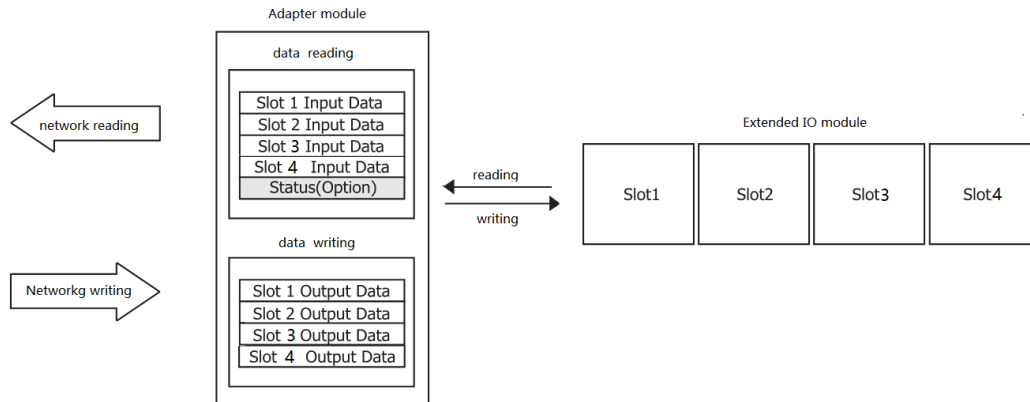 Adapter module
data reading
Slot 1 Input Data
Slot 2 Input Data
Slot 3 Input Data
Slot 4 Input Data
Status(Option)
network reading
data writing
Slot 1 Output Data
Slot 2 Output Data
Slot 3 Output Data
Slot 4 Output Data
Networkg writing
reading
writing
Extended IO module
Slot1
Slot2
Slot3
Slot4